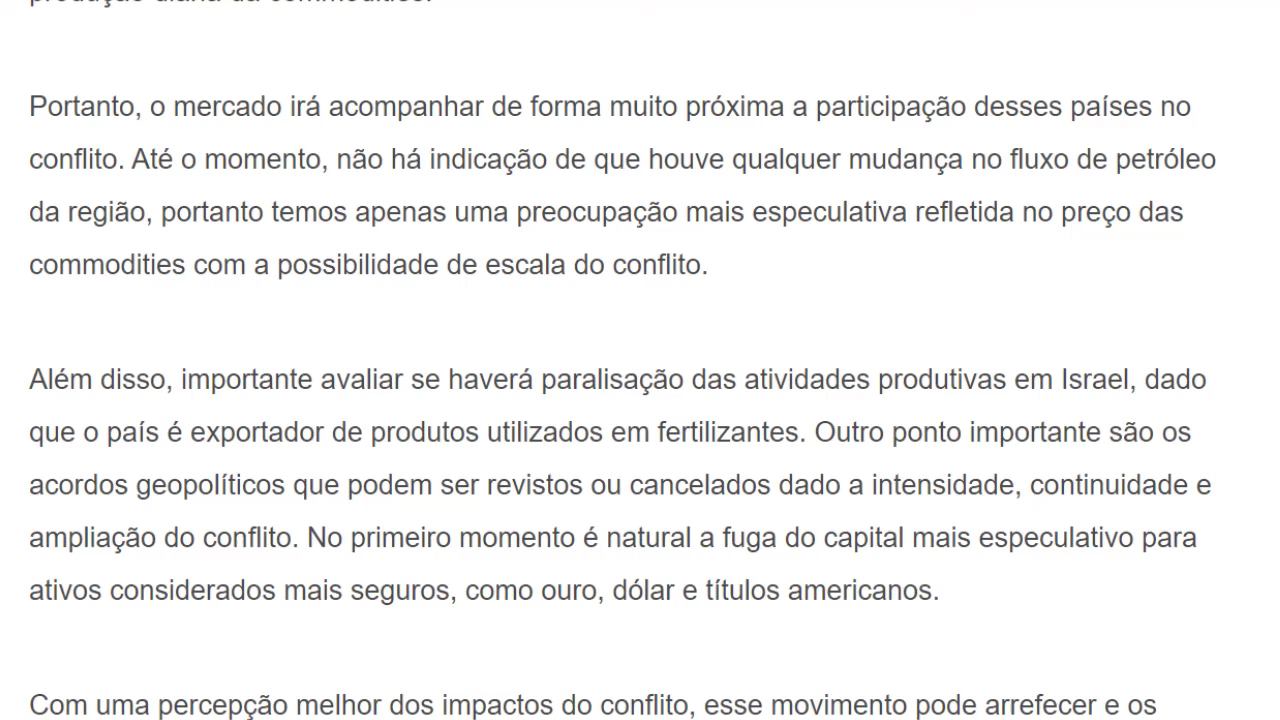 produção diária da commodities.
Portanto, o mercado irá acompanhar de forma muito próxima a participação desses países no
conflito. Até o momento, não há indicação de que houve qualquer mudança no fluxo de petróleo
da região, portanto temos apenas uma preocupação mais especulativa refletida no preço das
commodities com a possibilidade de escala do conflito.
Além disso, importante avaliar se haverá paralisação das atividades produtivas em Israel, dado
que o país é exportador de produtos utilizados em fertilizantes. Outro ponto importante são os
acordos geopolíticos que podem ser revistos ou cancelados dado a intensidade, continuidade e
ampliação do conflito. No primeiro momento é natural a fuga do capital mais especulativo para
ativos considerados mais seguros, como ouro, dólar e títulos americanos.
Com uma percepção melhor dos impactos do conflito, esse movimento pode arrefecer e os